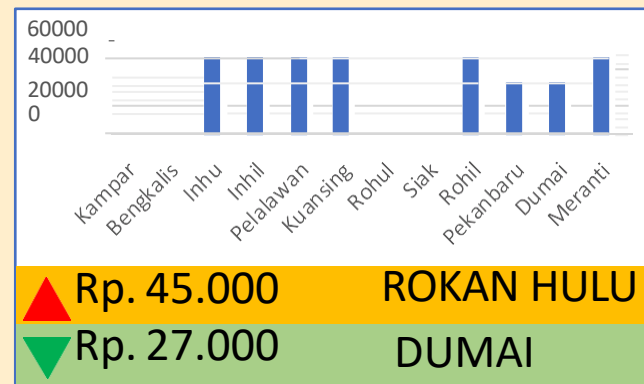 60000
40000
20000
0
Kampar
Bengkalis
Inhu
Inhil
Pelalawan
Kuansing
Rohul
Siak
Rohil
Pekanbaru
Dumai
Meranti
Rp. 45.000 ROKAN HULU
Rp. 27.000 DUMAI